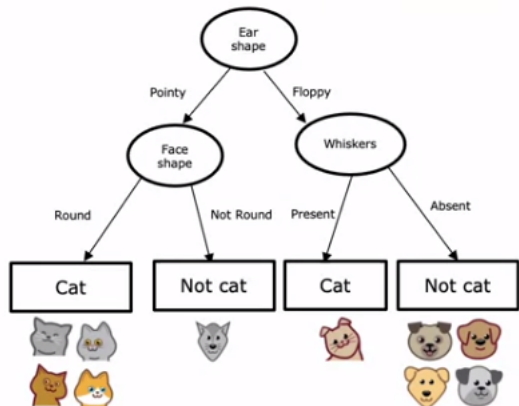 Ear
shape
Pointy
Floppy
Face
shape
Whiskers
Round
Not Round
Present
Absent
Cat
Not cat
Cat
Not cat